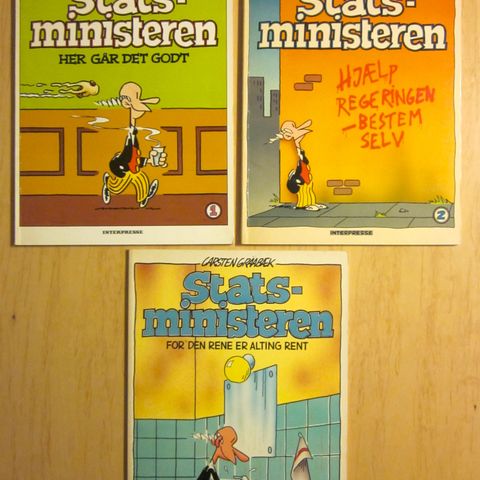 Stats-
ministeren
HER GÅR DET GODT
1
INTERPRESSE
Stats-
ministeren
HJÆLP
REGERINGEN
-BESTEM
SELV
2
INTERPRESSE
CARSTEN GRAABÆK
Stats-
ministeren
FOR DEN RENE ER ALTING RENT